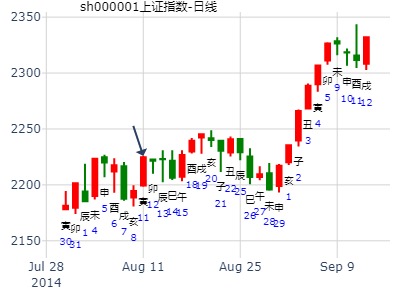 sh000001上证指数-日线
2350
2300
2250
2200
2150
寅
30
卯
31
辰
1
未
4
申
5
酉
6
戌
7
亥
8
寅
11
卯
12
辰
13
巳
14
午
15
酉
18
戌
19
亥
20
子
21
丑
22
辰
25
巳
26
午
27
未
28
申
29
亥
1
子
2
丑
3
寅
4
卯
5
未
9
申
10
酉
11
戌
12
Jul 28
2014
Aug 11
Aug 25
Sep 9